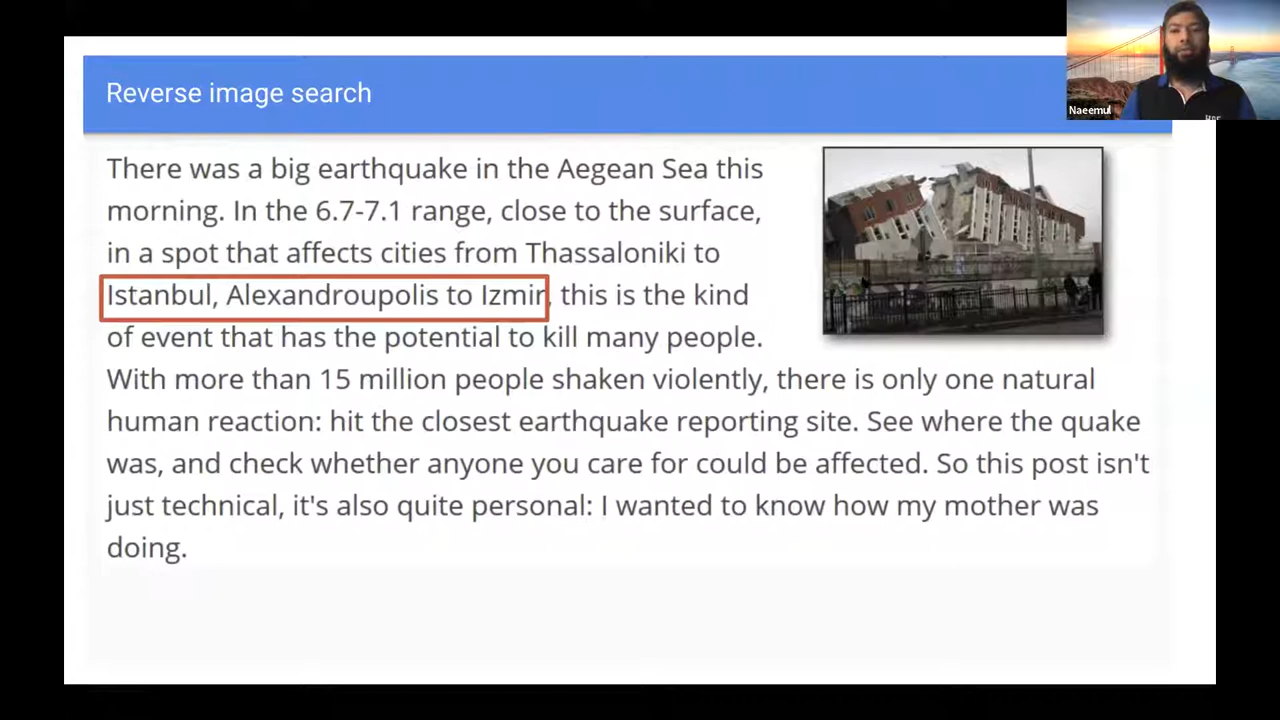 Reverse image search
Naeemul
There was a big earthquake in the Aegean Sea this
morning. In the 6.7-7.1 range, close to the surface,
in a spot that affects cities from Thassaloniki to
Istanbul, Alexandroupolis to Izmir, this is the kind
of event that has the potential to kill many people.
With more than 15 million people shaken violently, there is only one natural
human reaction: hit the closest earthquake reporting site. See where the quake
was, and check whether anyone you care for could be affected. So this post isn't
just technical, it's also quite personal: I wanted to know how my mother was
doing.